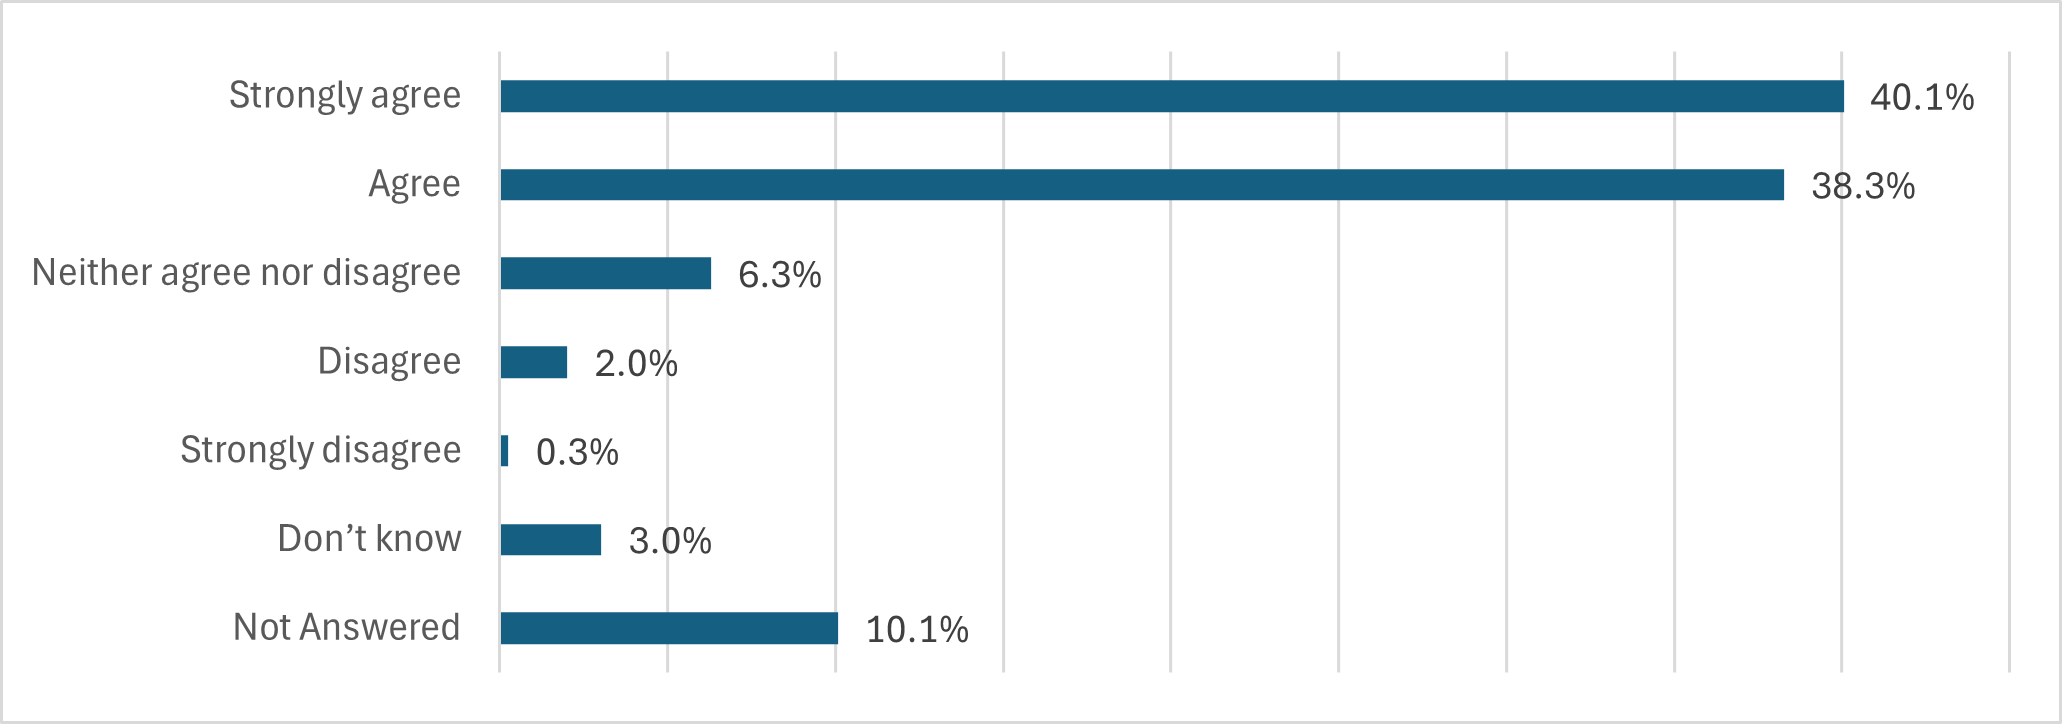 Strongly agree 40.1%
Agree 38.3%
Neither agree nor disagree 6.3%
Disagree 2.0%
Strongly disagree 0.3%
Don’t know 3.0%
Not Answered 10.1%